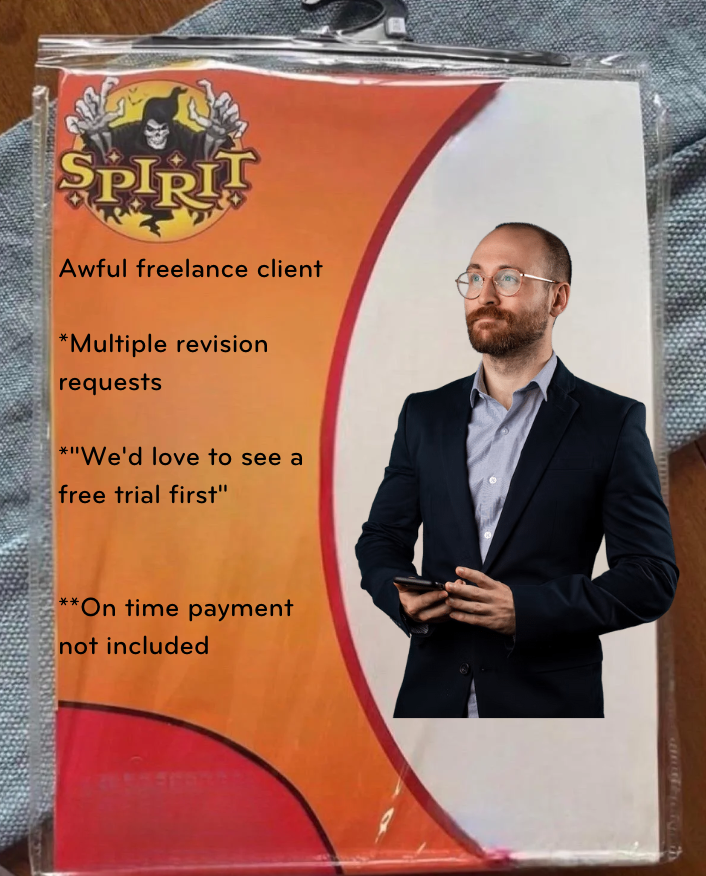 SPIRIT
Awful freelance client
*Multiple revision
requests
*"We'd love to see a
free trial first"
**On time payment
not included